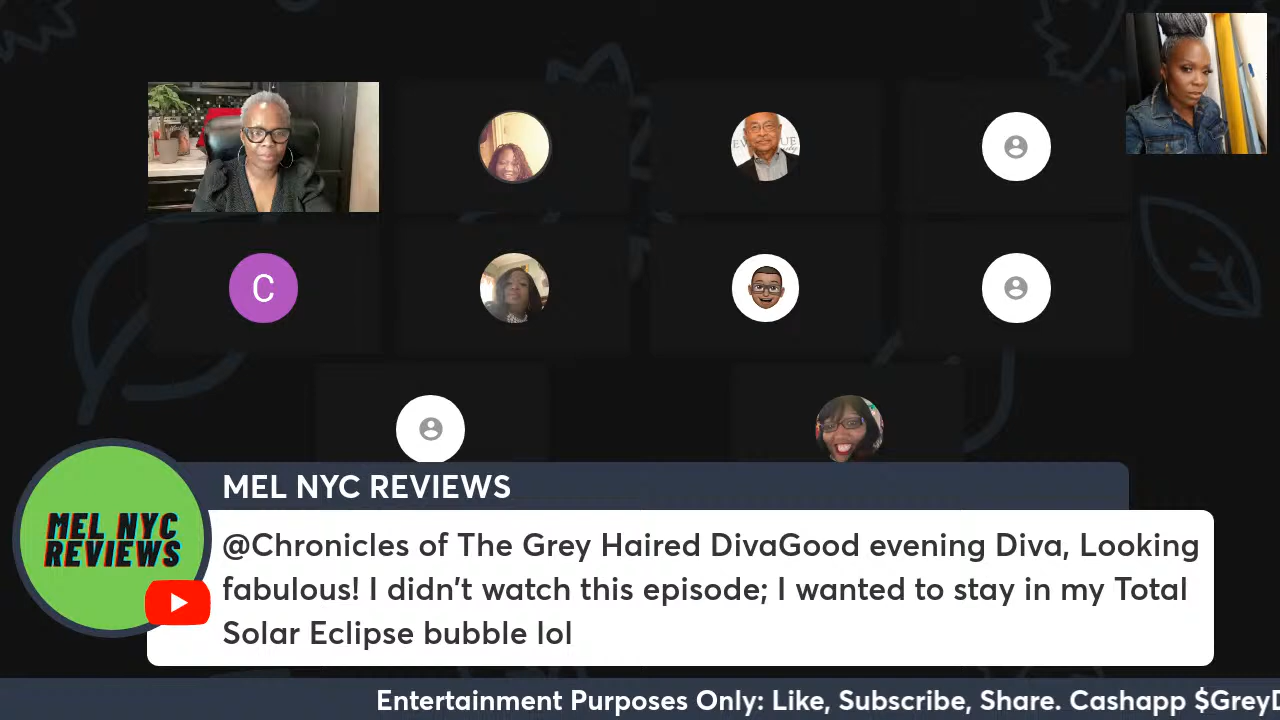 C
MEL NYC
REVIEWS
MEL NYC REVIEWS
@Chronicles of The Grey Haired DivaGood evening Diva, Looking
fabulous! I didn't watch this episode; I wanted to stay in my Total
Solar Eclipse bubble lol
Entertainment Purposes Only: Like, Subscribe, Share. Cashapp $GreyD